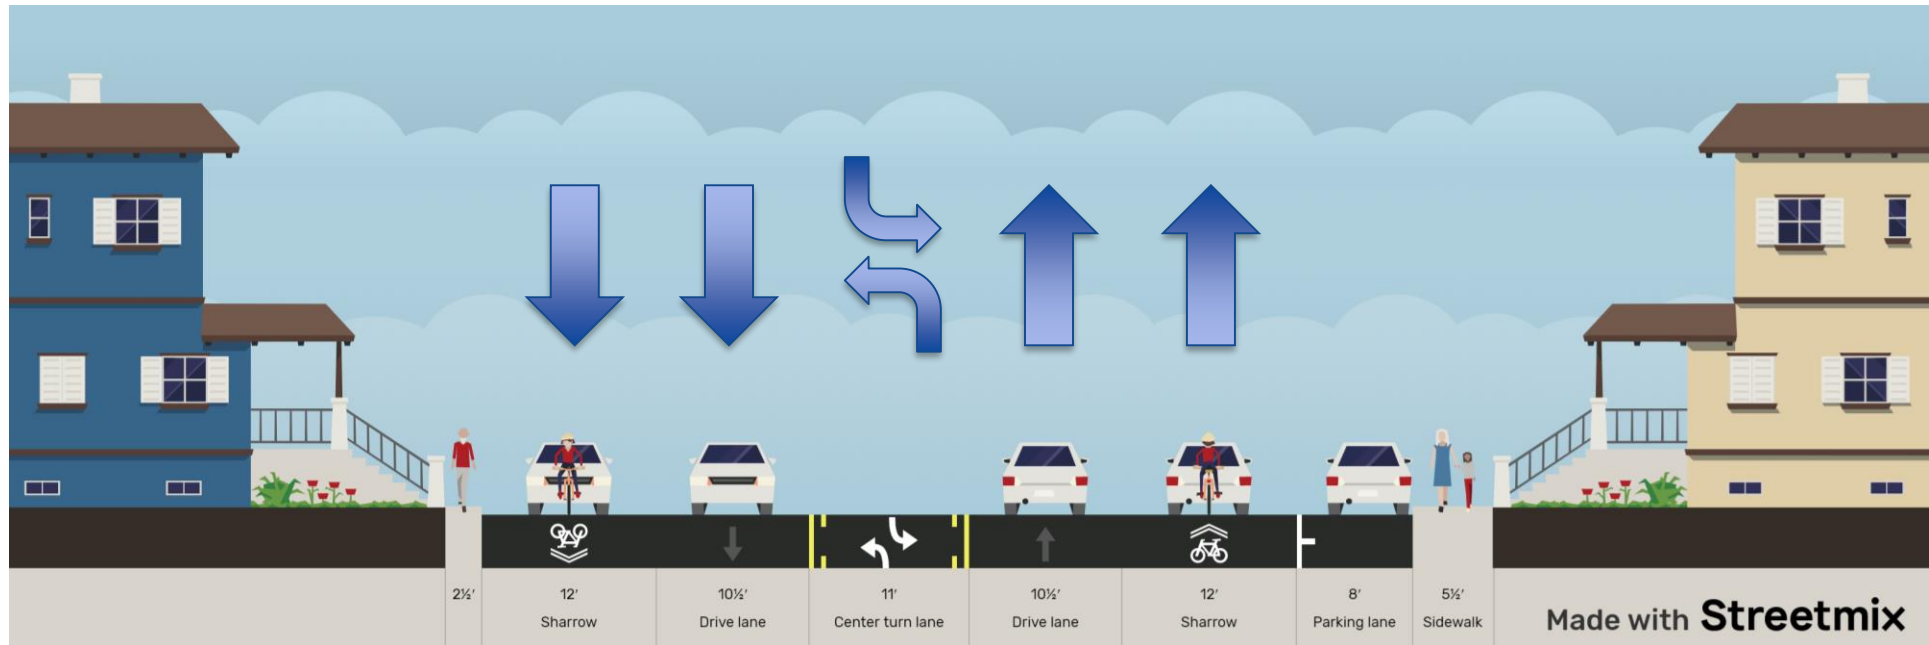 2½′ 12′ 10½′ 11′ 10½′ 12′ 8′ 5½′
Sharrow Drive lane Center turn lane Drive lane Sharrow Parking lane Sidewalk
Made with Streetmix